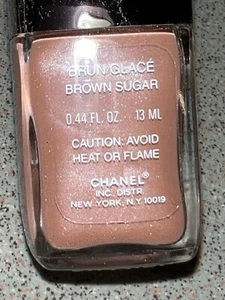 BRUN GLACÉ
BROWN SUGAR
0.44 FL. OZ. 13 ML
CAUTION: AVOID
HEAT OR FLAME
CHANEL®
INC. DISTR.
NEW YORK, N.Y. 10019